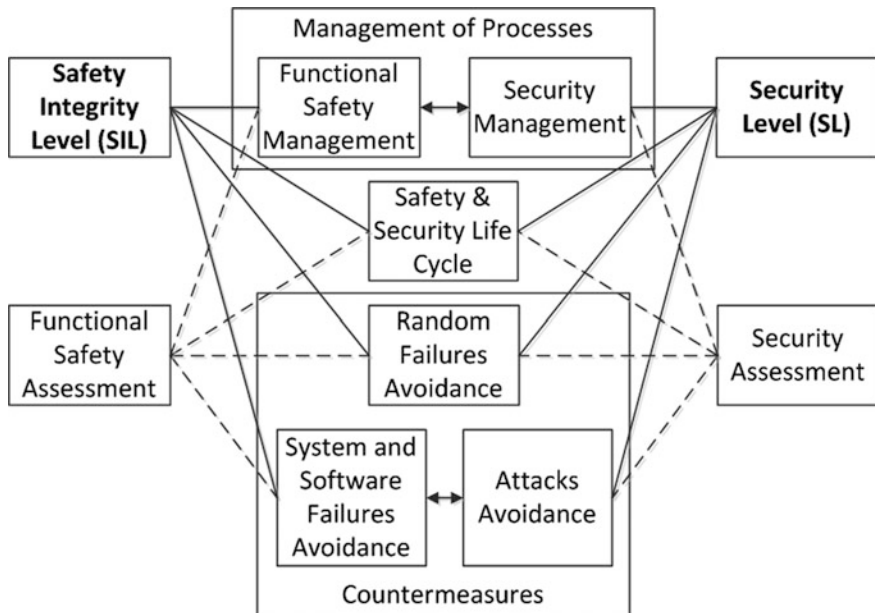 Management of Processes
Safety
Integrity
Level (SIL)
Functional
Safety
Management
Security
Management
Security
Level (SL)
Safety &
Security Life
Cycle
Functional
Safety
Assessment
Random
Failures
Avoidance
Security
Assessment
System and
Software
Failures
Avoidance
Attacks
Avoidance
Countermeasures